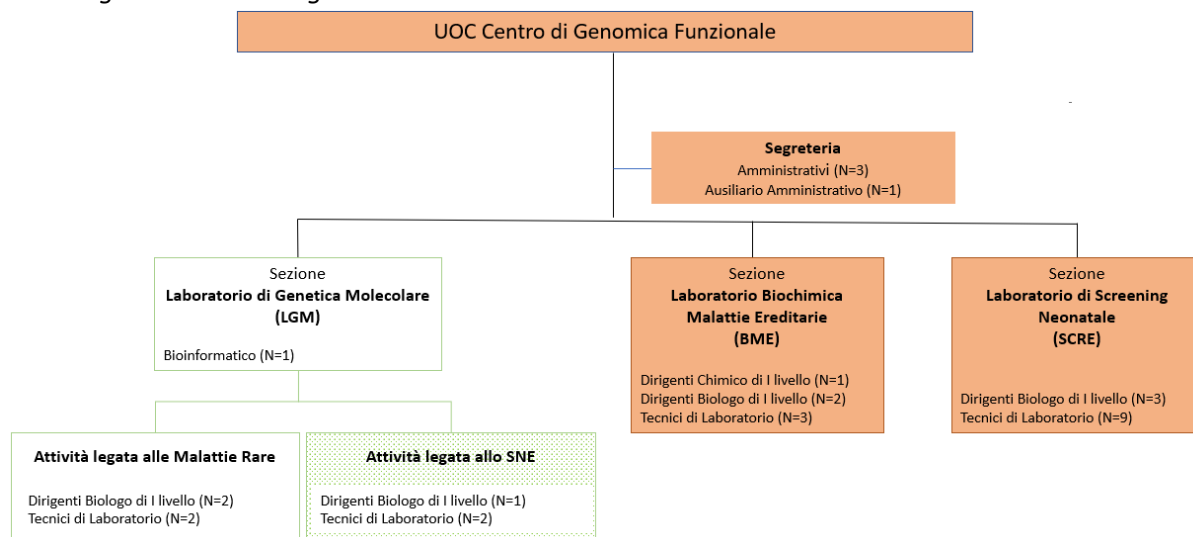 UOC Centro di Genomica Funzionale
Segreteria
Amministrativi (N=3)
Ausiliario Amministrativo (N=1)
Sezione
Laboratorio di Genetica Molecolare
(LGM)
Bioinformatico (N=1)
Sezione
Laboratorio Biochimica
Malattie Ereditarie
(BME)
Dirigenti Chimico di I livello (N=1)
Dirigenti Biologo di I livello (N=2)
Tecnici di Laboratorio (N=3)
Sezione
Laboratorio di Screening
Neonatale
(SCRE)
Dirigenti Biologo di I livello (N=3)
Tecnici di Laboratorio (N=9)
Attività legata alle Malattie Rare
Dirigenti Biologo di I livello (N=2)
Tecnici di Laboratorio (N=2)
Attività legata allo SNE
Dirigenti Biologo di I livello (N=1)
Tecnici di Laboratorio (N=2)